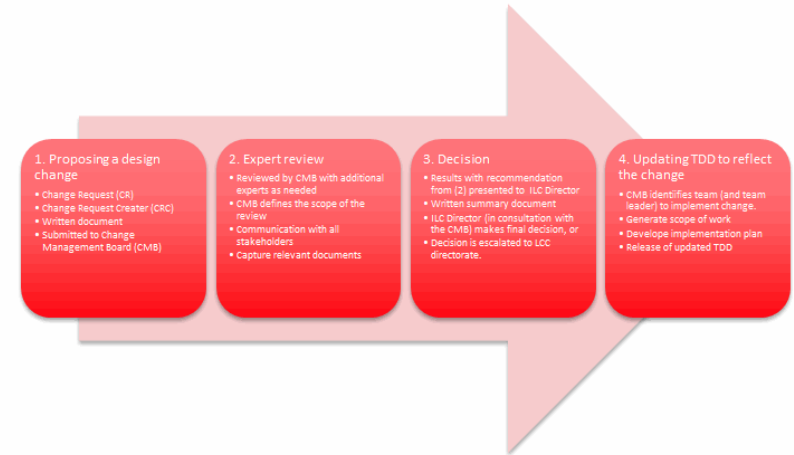 1. Proposing a design
change
▪ Change Request (CR)
▪ Change Request Creater (CRC)
▪ Written document
▪ Submitted to Change
Management Board (CMB)
2. Expert review
▪ Reviewed by CMB with additional
experts as needed
▪ CMB defines the scope of the
review
▪ Communication with all
stakeholders
▪ Capture relevant documents
3. Decision
▪ Results with recommendation
from (2) presented to ILC Director
▪ Written summary document
▪ ILC Director (in consultation with
the CMB) makes final decision, or
▪ Decision is escalated to LCC
directorate.
4. Updating TDD to reflect
the change
▪ CMB identiifies team (and team
leader) to implement change.
▪ Generate scope of work
▪ Develope implementation plan
▪ Release of updated TDD